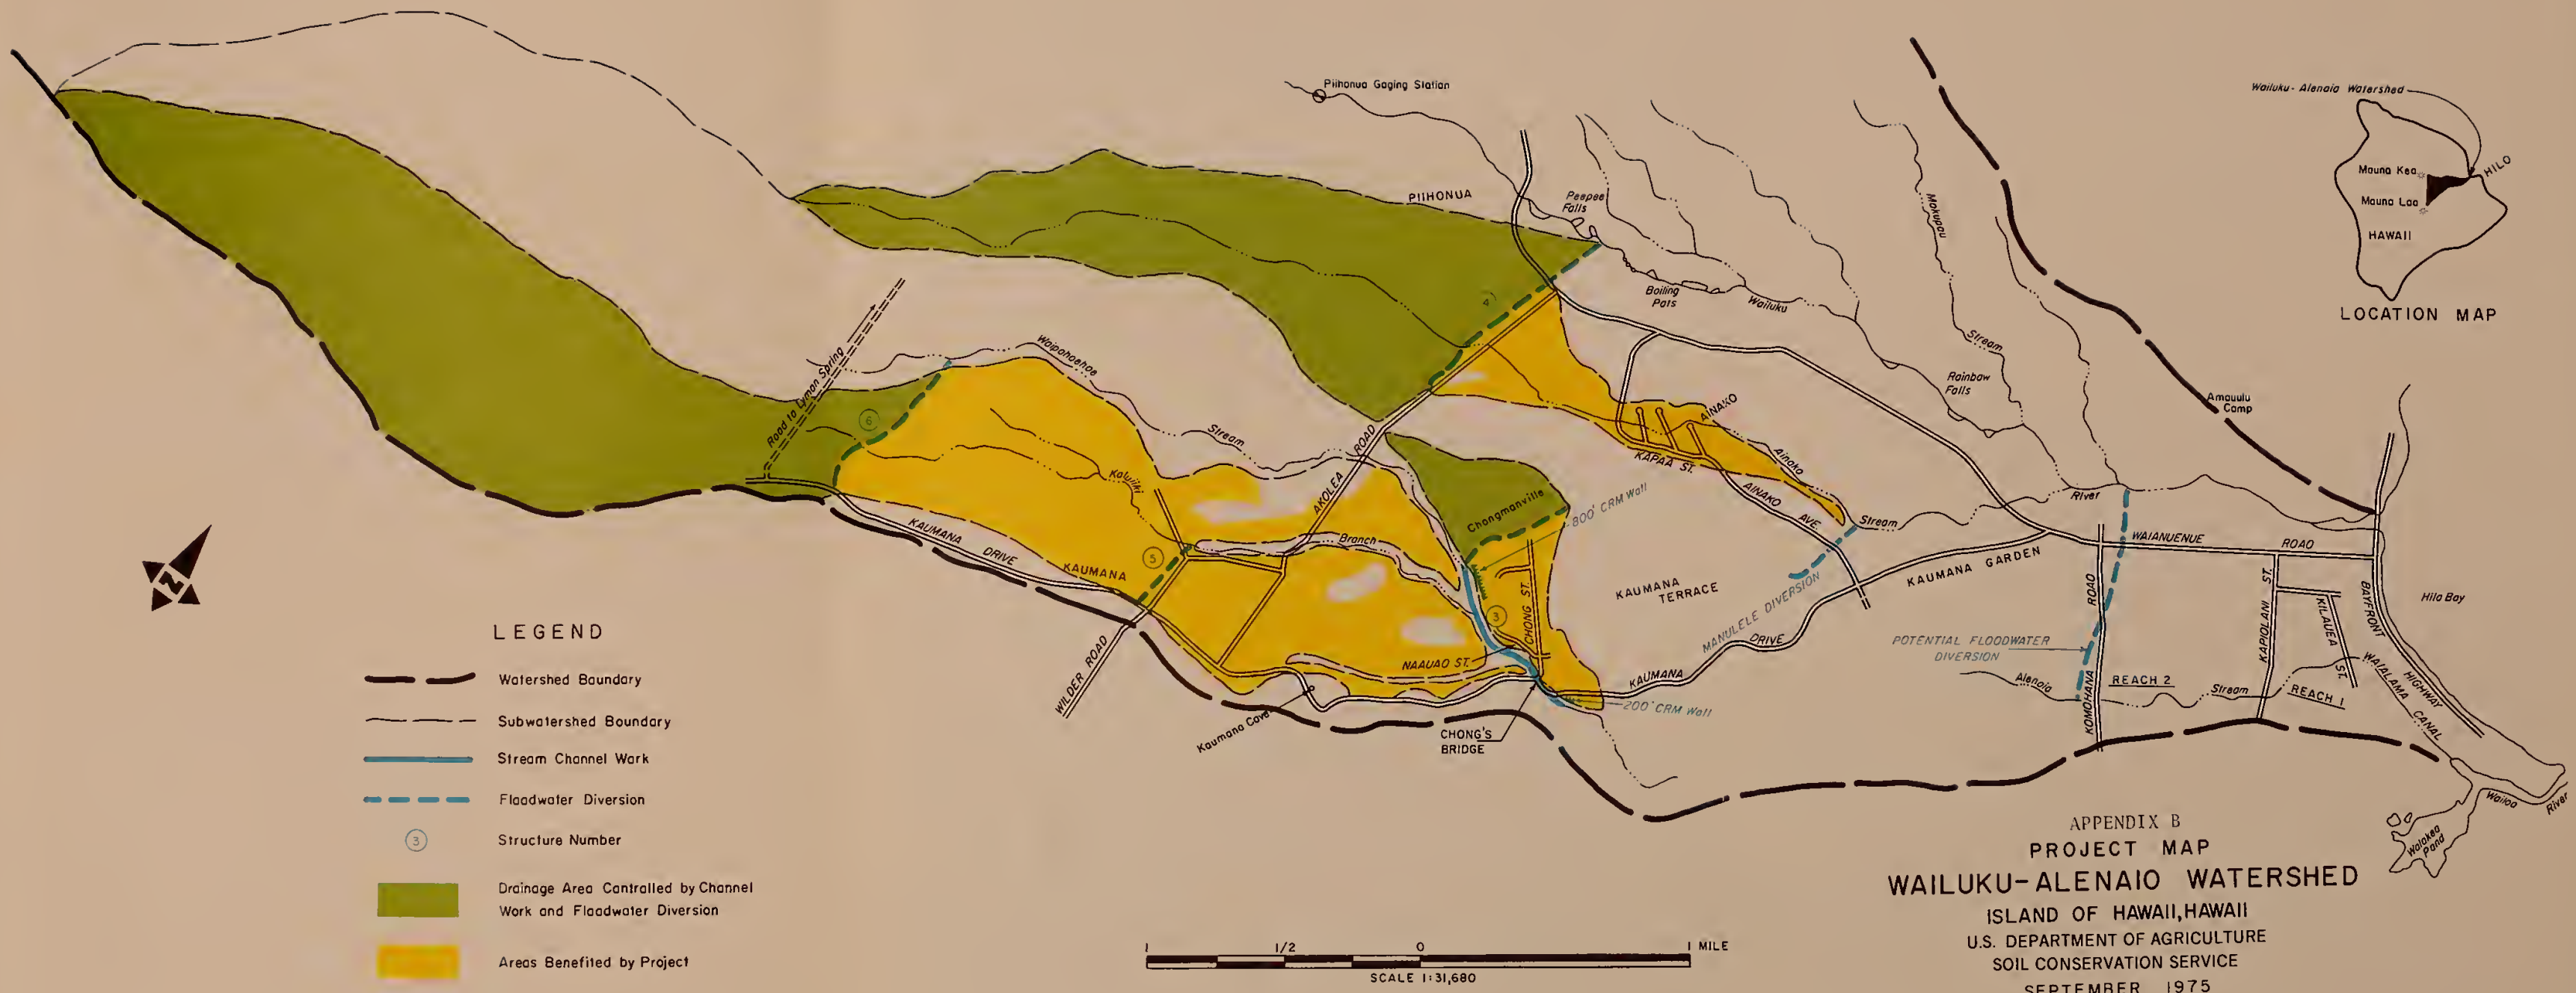 Piihonua Gaging Station
Wailuku - Alenaio Watershed
HILO
Mauna Kea
Mauna Loa
HAWAII
LOCATION MAP
PIIHONUA
Peepee
Falls
Boiling
Pots
Wailuku
Mokupau
Stream
Rainbow
Falls
Amauulu
Camp
4
Road to Lyman Spring
Waipahoehoe
Stream
6
AKOLEA ROAD
AINAKO
KAPAA ST.
Ainako
AINAKO AVE.
Stream
River
Chongmanville
800' CRM Wall
Kaluiiki
Branch
5
3
KAUMANA DRIVE
KAUMANA
KAUMANA
TERRACE
MANULELE DIVERSION
KAUMANA GARDEN
WAIANUENUE ROAD
KAPIOLANI ST.
KILAUEA ST.
BAYFRONT HIGHWAY
Hilo Bay
CHONG ST.
NAAUAO ST.
KAUMANA DRIVE
POTENTIAL FLOODWATER
DIVERSION
KOMOHANA ROAD
Alenaio
Stream
REACH 2
REACH 1
WAIALAMA CANAL
WILDER ROAD
Kaumana Cove
CHONG'S
BRIDGE
200' CRM Wall
Wailoa River
Waiakea
Pond
N
LEGEND
Watershed Boundary
Subwatershed Boundary
Stream Channel Work
Floodwater Diversion
3
Structure Number
Drainage Area Controlled by Channel
Work and Floodwater Diversion
Areas Benefited by Project
1 1/2 0 1 MILE
SCALE 1:31,680
APPENDIX B
PROJECT MAP
WAILUKU-ALENAIO WATERSHED
ISLAND OF HAWAII,HAWAII
U.S. DEPARTMENT OF AGRICULTURE
SOIL CONSERVATION SERVICE
SEPTEMBER 1975